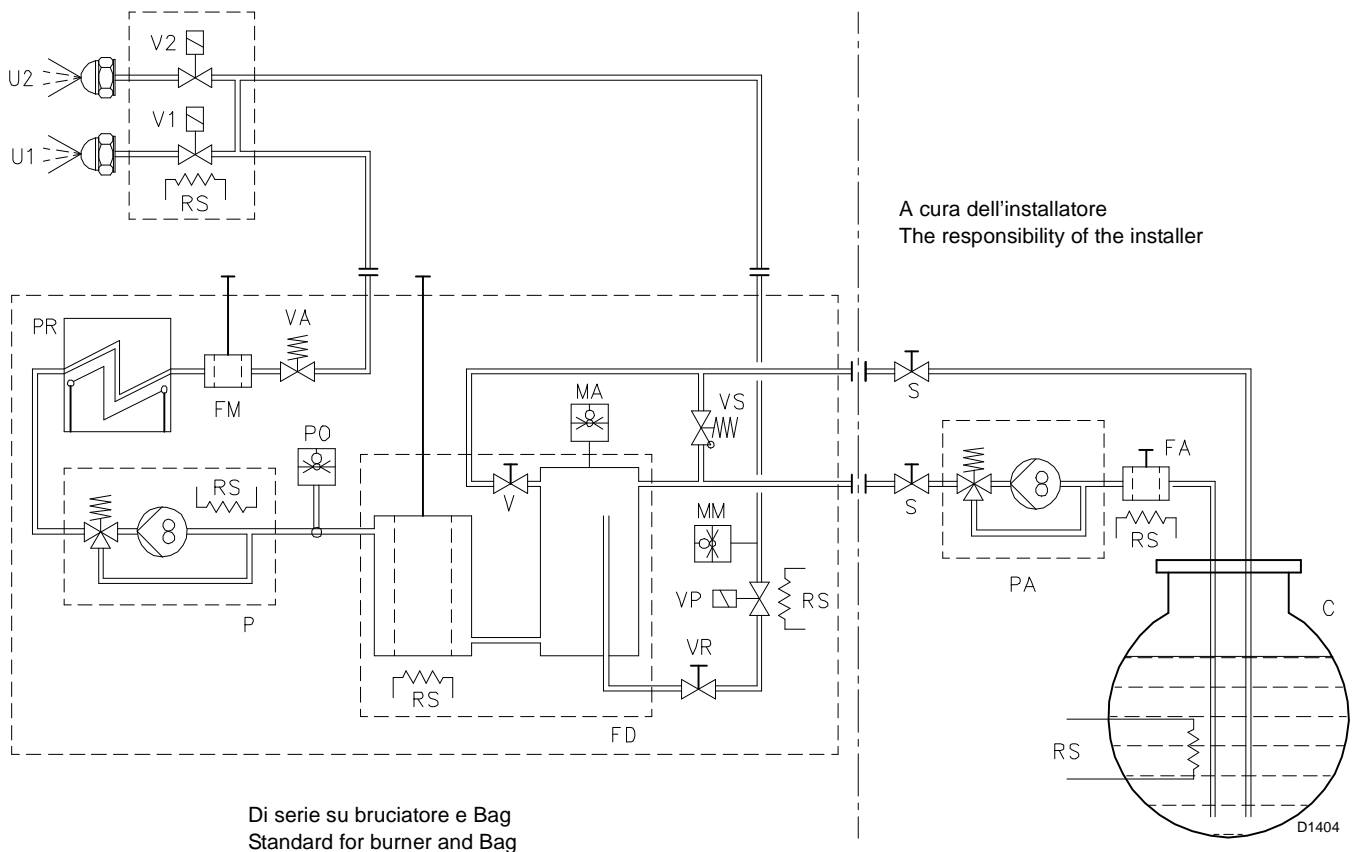 V2
U2
V1
U1
RS
A cura dell'installatore
The responsibility of the installer
PR
VA
FM
MA
VS
S
PO
FA
RS
V
S
MM
RS
PA
VP
RS
C
P
VR
RS
FD
RS
D1404
Di serie su bruciatore e Bag
Standard for burner and Bag